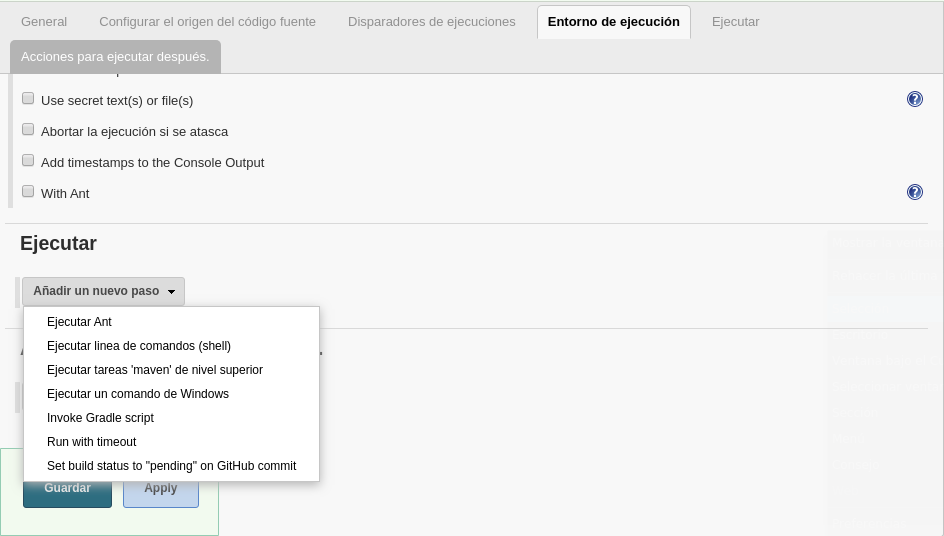 General
Configurar el origen del código fuente
Disparadores de ejecuciones
Entorno de ejecución
Ejecutar
Acciones para ejecutar después.
Use secret text(s) or file(s)
Abortar la ejecución si se atasca
Add timestamps to the Console Output
With Ant
Ejecutar
Añadir un nuevo paso
Ejecutar Ant
Ejecutar linea de comandos (shell)
Ejecutar tareas 'maven' de nivel superior
Ejecutar un comando de Windows
Invoke Gradle script
Run with timeout
Set build status to "pending" on GitHub commit
Guardar
Apply